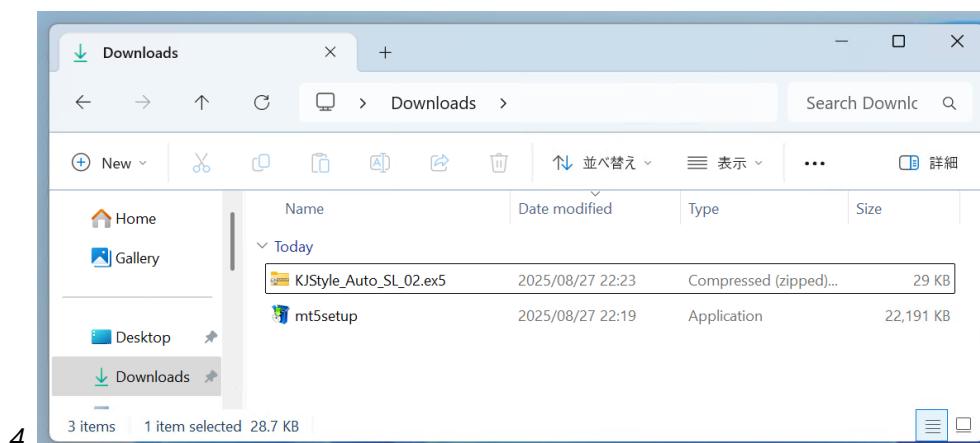 Downloads
Downloads
Search Downlc
New
並べ替え
表示
詳細
Home
Gallery
Desktop
Downloads
Name Date modified Type Size
Today
KJStyle_Auto_SL_02.ex5 2025/08/27 22:23 Compressed (zipped)... 29 KB
mt5setup 2025/08/27 22:19 Application 22,191 KB
3 items 1 item selected 28.7 KB
4